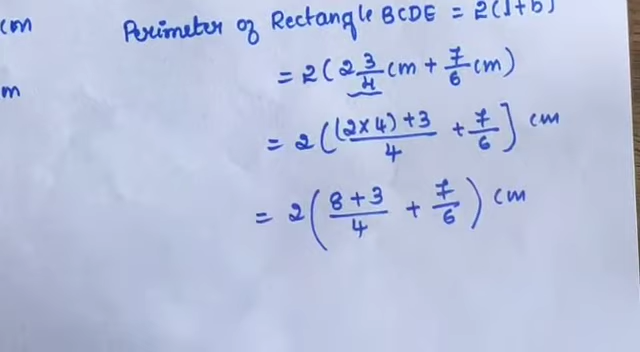 cm
Perimeter of Rectangle BCDE = 2(l+b)
= 2(2 3/4 cm + 7/6 cm)
m
= 2((2×4)+3/4 + 7/6] cm
= 2(8+3/4 + 7/6) cm